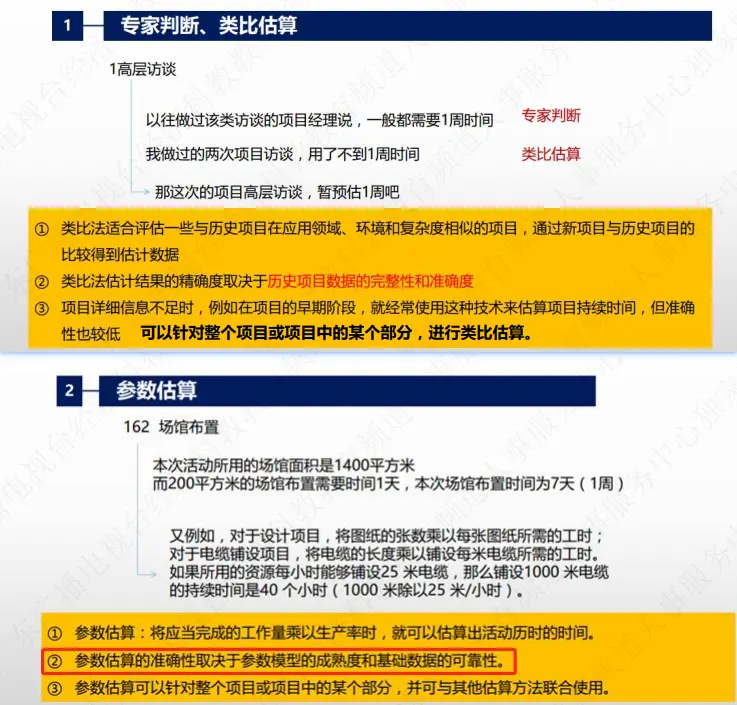 1
专家判断、类比估算
1高层访谈
以往做过该类访谈的项目经理说，一般都需要1周时间 专家判断
我做过的两次项目访谈，用了不到1周时间 类比估算
那这次的项目高层访谈，暂预估1周吧
① 类比法适合评估一些与历史项目在应用领域、环境和复杂度相似的项目，通过新项目与历史项目的
比较得到估计数据
② 类比法估计结果的精确度取决于历史项目数据的完整性和准确度
③ 项目详细信息不足时，例如在项目的早期阶段，就经常使用这种技术来估算项目持续时间，但准确
性也较低 可以针对整个项目或项目中的某个部分，进行类比估算。
2
参数估算
162 场馆布置
本次活动所用的场馆面积是1400平方米
而200平方米的场馆布置需要时间1天，本次场馆布置时间为7天（1周）
又例如，对于设计项目，将图纸的张数乘以每张图纸所需的工时；
对于电缆铺设项目，将电缆的长度乘以铺设每米电缆所需的工时。
如果所用的资源每小时能够铺设25 米电缆，那么铺设1000 米电缆
的持续时间是40 个小时（1000 米除以25 米/小时）。
① 参数估算：将应当完成的工作量乘以生产率时，就可以估算出活动历时的时间。
② 参数估算的准确性取决于参数模型的成熟度和基础数据的可靠性。
③ 参数估算可以针对整个项目或项目中的某个部分，并可与其他估算方法联合使用。